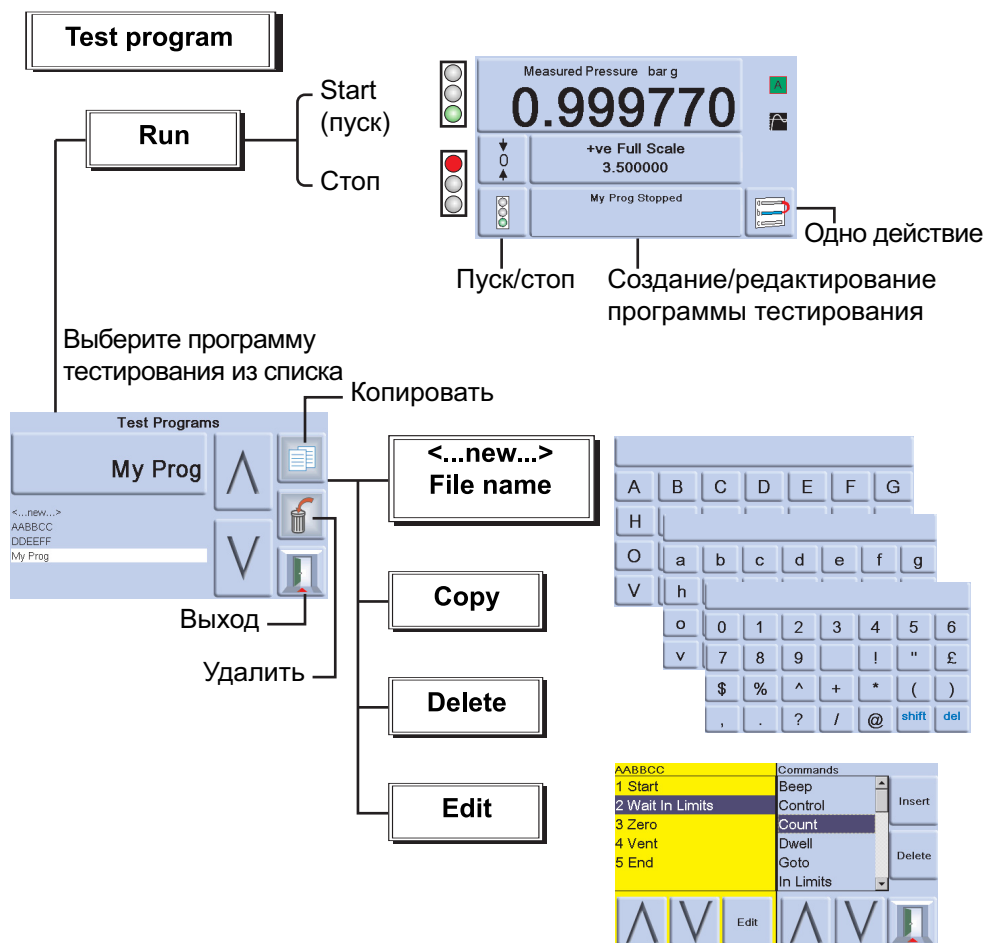 Test program
Run
Start
(пуск)
Стоп
Measured Pressure bar g
0.999770
A
0
+ve Full Scale
3.500000
My Prog Stopped
Одно действие
Пуск/стоп
Создание/редактирование
программы тестирования
Выберите программу
тестирования из списка
Копировать
Test Programs
My Prog
<...new...>
AABBCC
DDEEFF
My Prog
Выход
Удалить
<...new...>
File name
Copy
Delete
Edit
A B C D E F G
H
O
V
a b c d e f g
h
o
v
0 1 2 3 4 5 6
7 8 9 ! " £
$ % ^ + * ( )
, . ? / @ shift del
AABBCC
1 Start
2 Wait In Limits
3 Zero
4 Vent
5 End
Edit
Commands
Beep
Control
Count
Dwell
Goto
In Limits
Insert
Delete